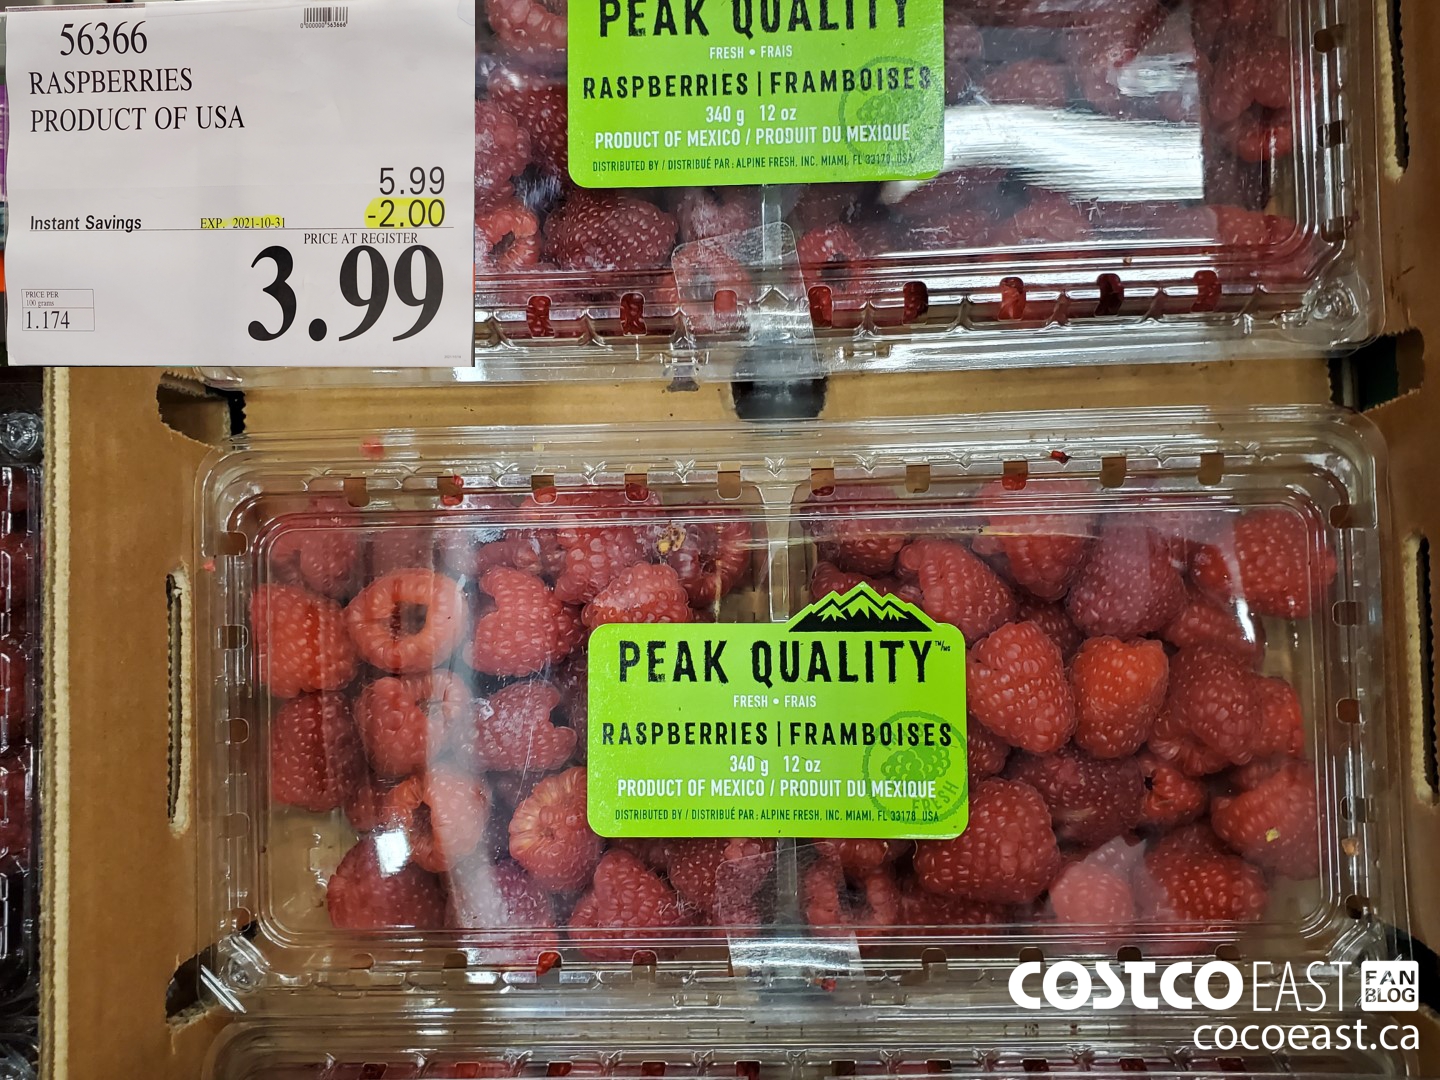 56366
RASPBERRIES
PRODUCT OF USA
5.99
Instant Savings EXP. 2021-10-31 -2.00
PRICE AT REGISTER
3.99
PRICE PER
100 grams
1.174
PEAK QUALITY
FRESH • FRAIS
RASPBERRIES | FRAMBOISES
340 g 12 oz
PRODUCT OF MEXICO / PRODUIT DU MEXIQUE
DISTRIBUTED BY / DISTRIBUÉ PAR : ALPINE FRESH, INC. MIAMI, FL 33178 USA
PEAK QUALITY™/MC
FRESH • FRAIS
RASPBERRIES | FRAMBOISES
340 g 12 oz
PRODUCT OF MEXICO / PRODUIT DU MEXIQUE
DISTRIBUTED BY / DISTRIBUÉ PAR : ALPINE FRESH, INC. MIAMI, FL 33178 USA
FRESH
COSTCO EAST FAN BLOG
cocoeast.ca